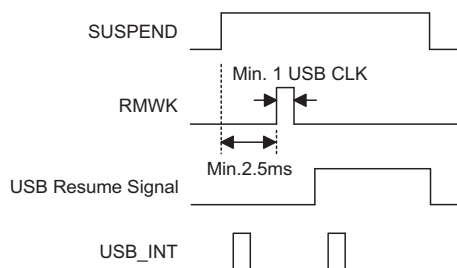 SUSPEND
Min. 1 USB CLK
RMWK
Min.2.5ms
USB Resume Signal
USB_INT